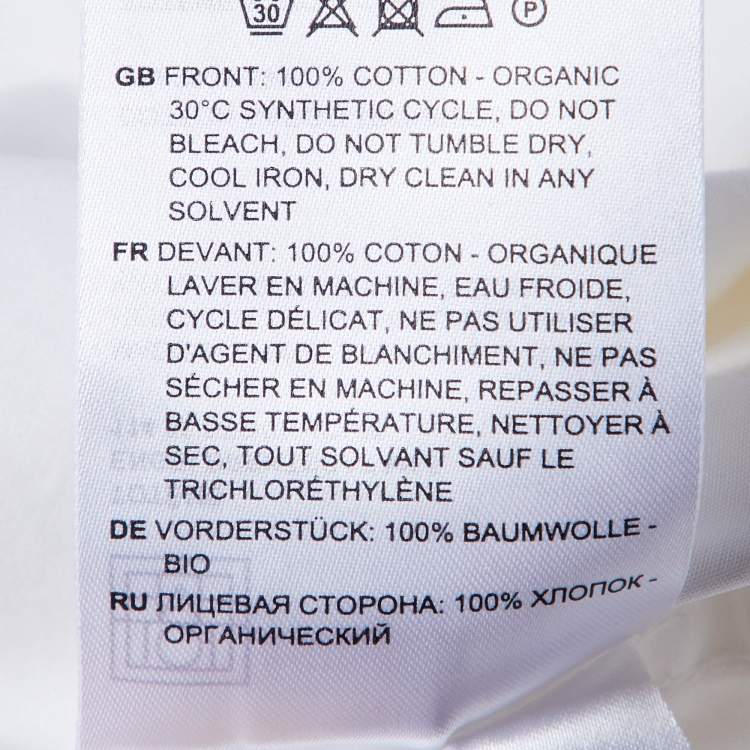 30
P
GB FRONT: 100% COTTON - ORGANIC
30°C SYNTHETIC CYCLE, DO NOT
BLEACH, DO NOT TUMBLE DRY,
COOL IRON, DRY CLEAN IN ANY
SOLVENT
FR DEVANT: 100% COTON - ORGANIQUE
LAVER EN MACHINE, EAU FROIDE,
CYCLE DÉLICAT, NE PAS UTILISER
D'AGENT DE BLANCHIMENT, NE PAS
SÉCHER EN MACHINE, REPASSER À
BASSE TEMPÉRATURE, NETTOYER À
SEC, TOUT SOLVANT SAUF LE
TRICHLORÉTHYLÈNE
DE VORDERSTÜCK: 100% BAUMWOLLE -
BIO
RU ЛИЦЕВАЯ СТОРОНА: 100% ХЛОПОК -
ОРГАНИЧЕСКИЙ